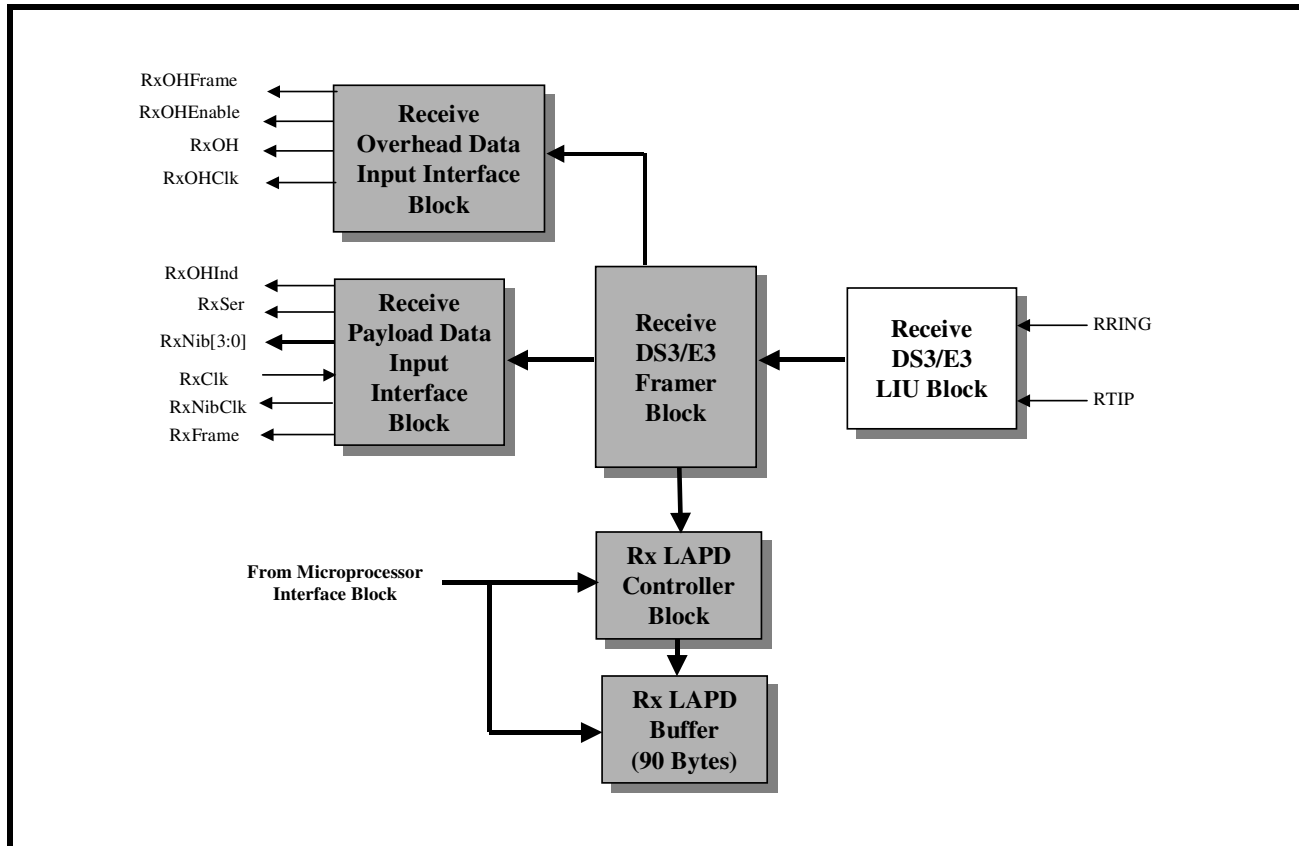 RxOHFrame
RxOHEnable
RxOH
RxOHClk
Receive
Overhead Data
Input Interface
Block
RxOHInd
RxSer
RxNib[3:0]
RxClk
RxNibClk
RxFrame
Receive
Payload Data
Input
Interface
Block
Receive
DS3/E3
Framer
Block
Receive
DS3/E3
LIU Block
RRING
RTIP
From Microprocessor
Interface Block
Rx LAPD
Controller
Block
Rx LAPD
Buffer
(90 Bytes)